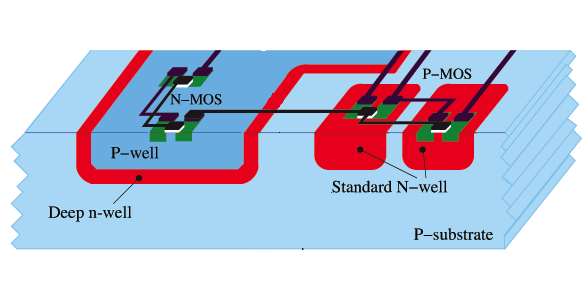 P-MOS
N-MOS
P-well
Standard N-well
Deep n-well
P-substrate